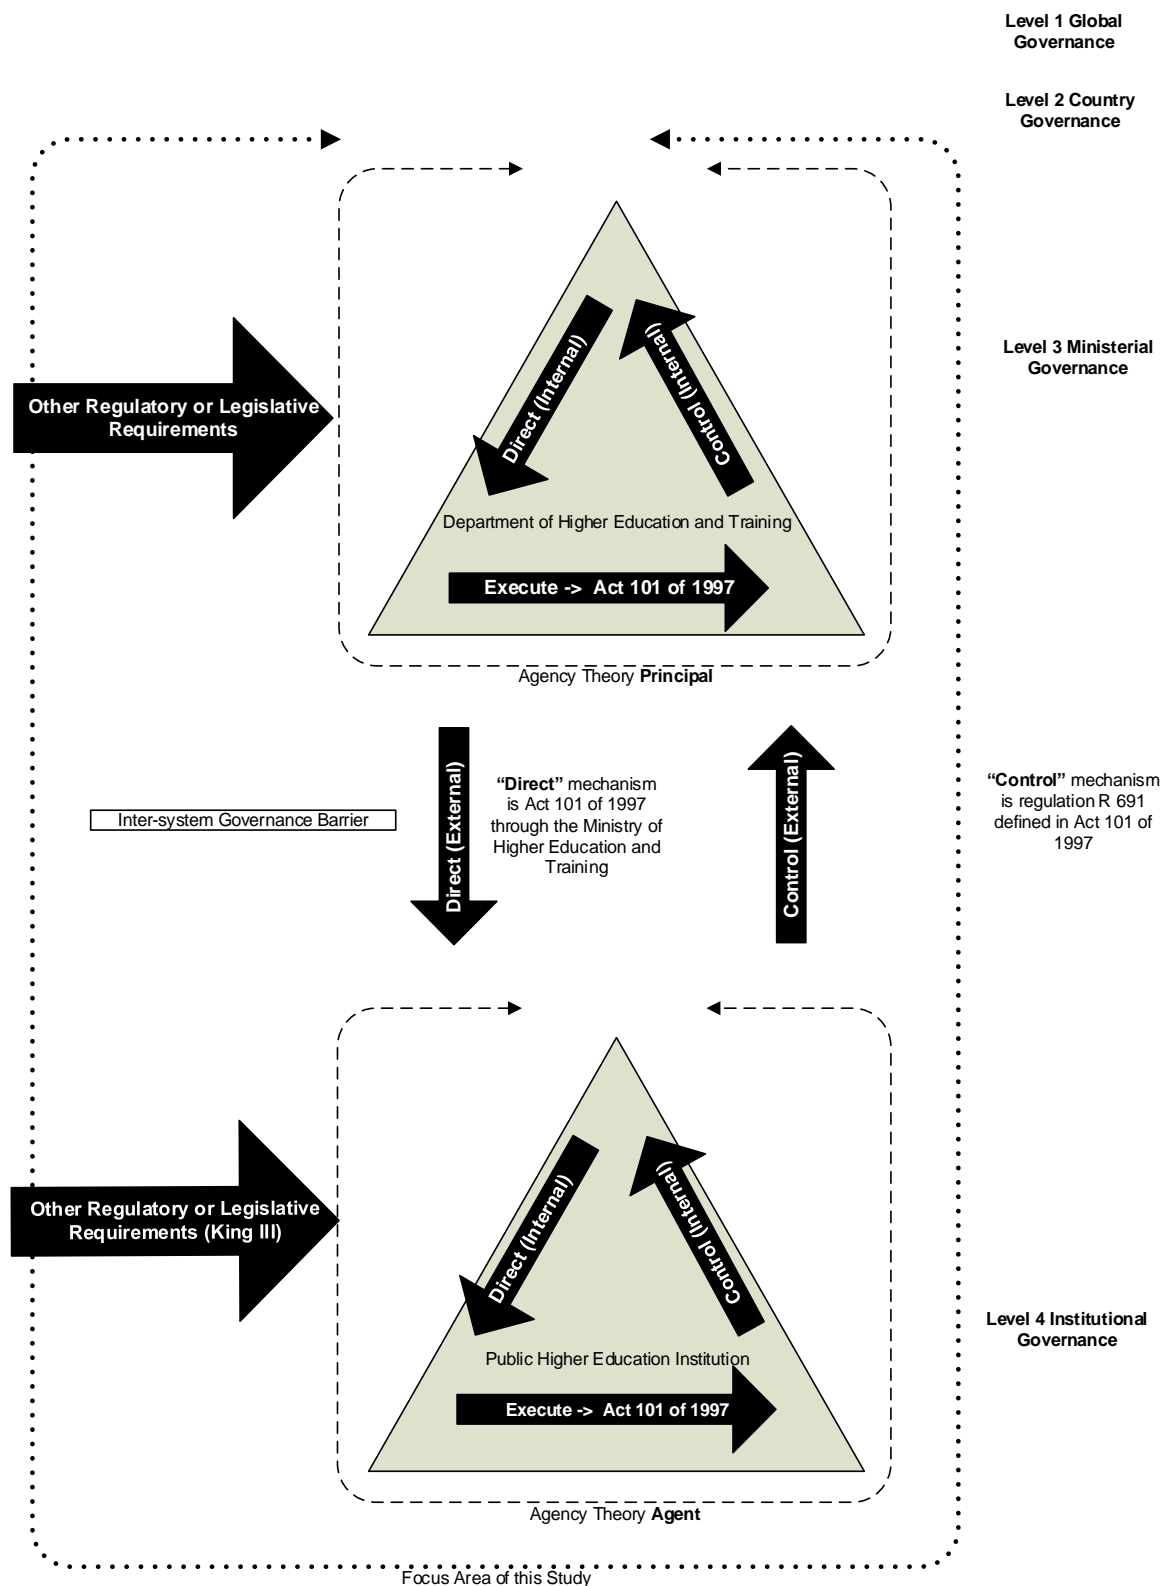 Level 1 Global
Governance
Level 2 Country
Governance
Level 3 Ministerial
Governance
Other Regulatory or Legislative
Requirements
Direct (Internal)
Control (Internal)
Department of Higher Education and Training
Execute -> Act 101 of 1997
Agency Theory Principal
Inter-system Governance Barrier
Direct (External)
“Direct” mechanism
is Act 101 of 1997
through the Ministry of
Higher Education and
Training
Control (External)
“Control” mechanism
is regulation R 691
defined in Act 101 of
1997
Other Regulatory or Legislative
Requirements (King III)
Direct (Internal)
Control (Internal)
Level 4 Institutional
Governance
Public Higher Education Institution
Execute -> Act 101 of 1997
Agency Theory Agent
Focus Area of this Study